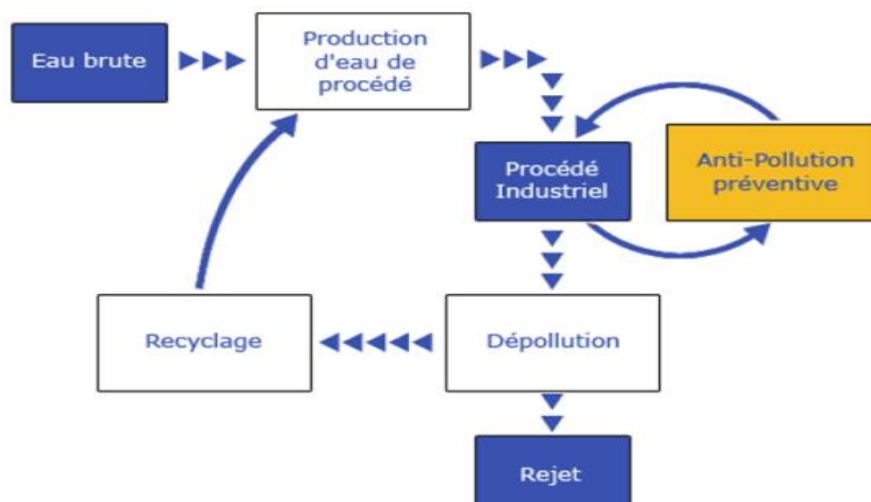 Eau brute
Production
d'eau de
procédé
Procédé
Industriel
Anti-Pollution
préventive
Recyclage
Dépollution
Rejet